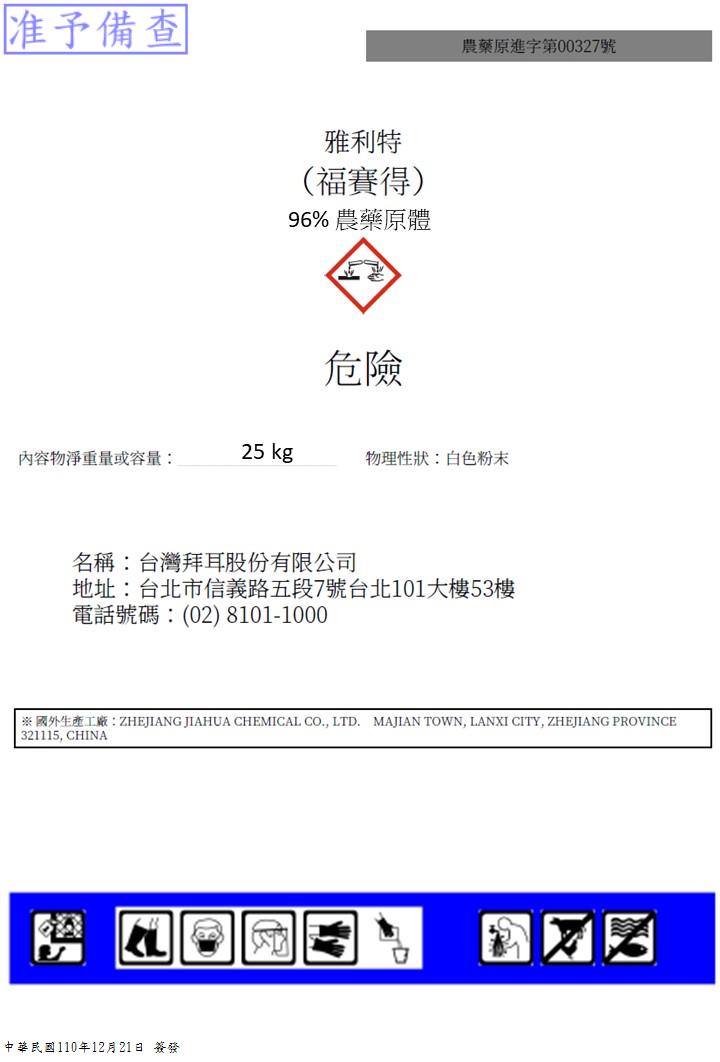 准予備查
農藥原進字第00327號
雅利特
（福賽得）
96% 農藥原體
危險
內容物淨重量或容量：25 kg 物理性狀：白色粉末
名稱：台灣拜耳股份有限公司
地址：台北市信義路五段7號台北101大樓53樓
電話號碼：(02) 8101-1000
※ 國外生產工廠：ZHEJIANG JIAHUA CHEMICAL CO., LTD. MAJIAN TOWN, LANXI CITY, ZHEJIANG PROVINCE
321115, CHINA
中華民國110年12月21日 簽發